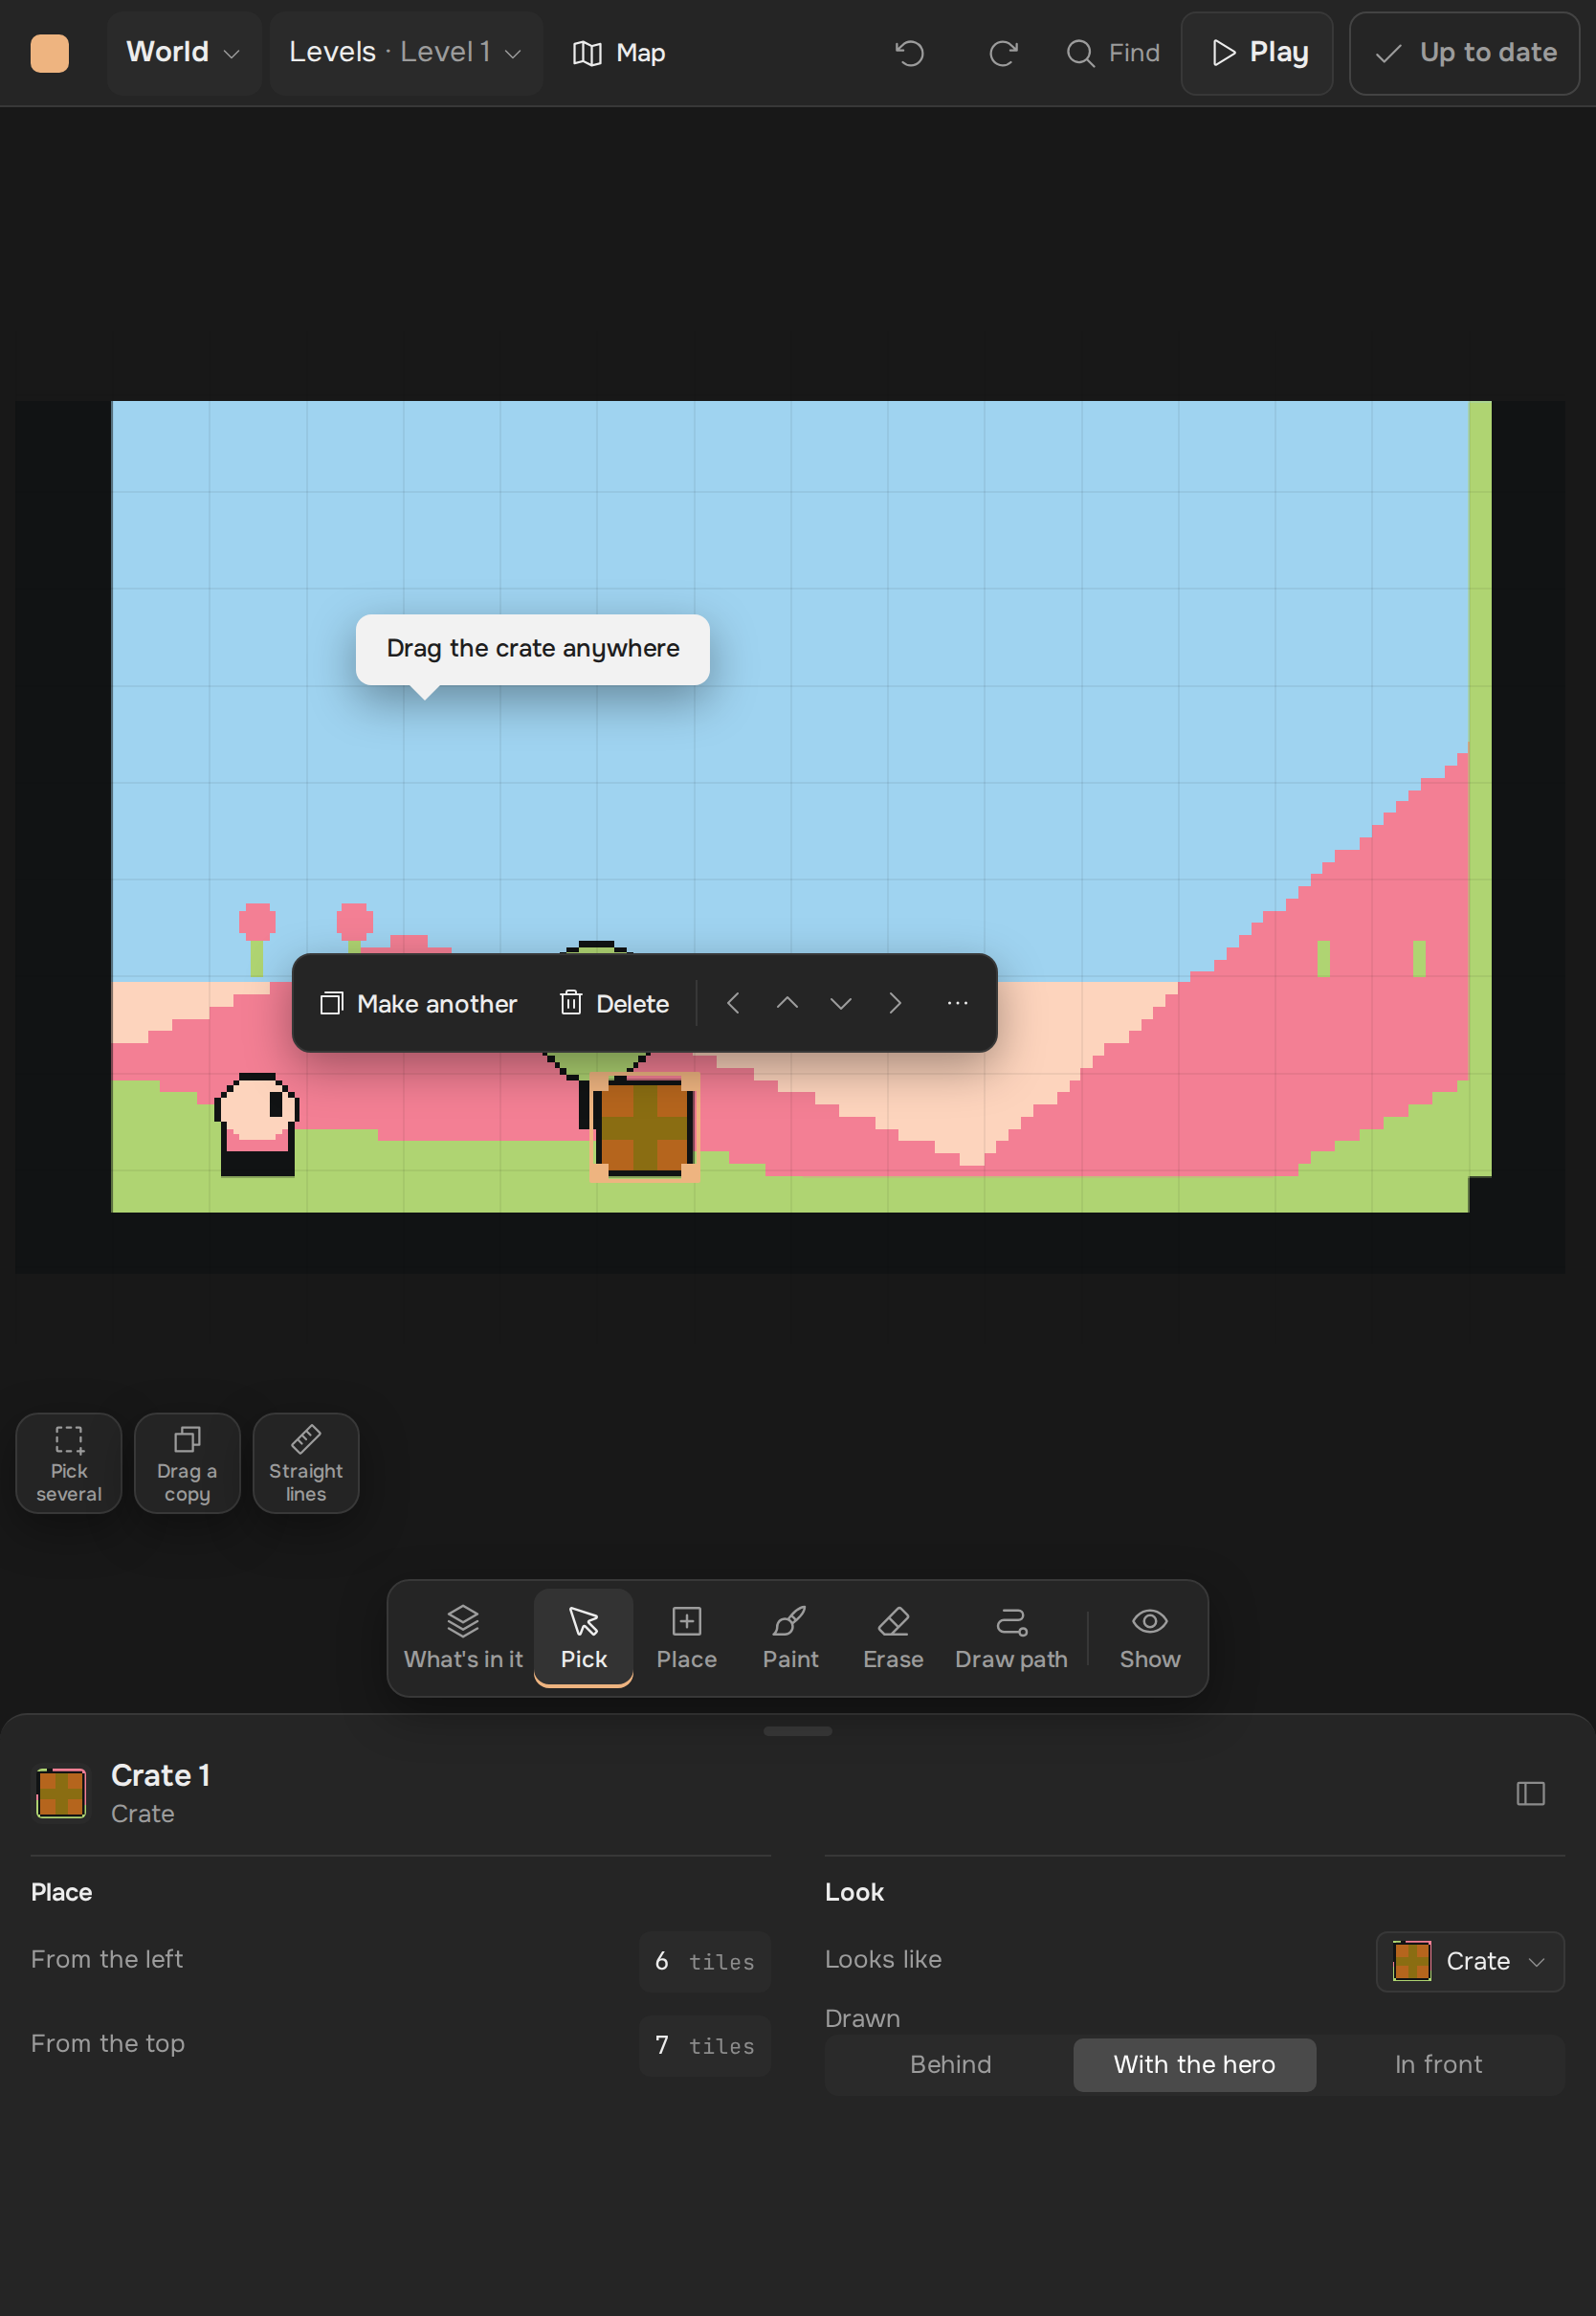 World
Levels · Level 1
Map
Find
Play
Up to date
Drag the crate anywhere
Make another
Delete
Pick
several
Drag a
copy
Straight
lines
What's in it
Pick
Place
Paint
Erase
Draw path
Show
Crate 1
Crate
Place
From the left
6 tiles
From the top
7 tiles
Look
Looks like
Crate
Drawn
Behind
With the hero
In front